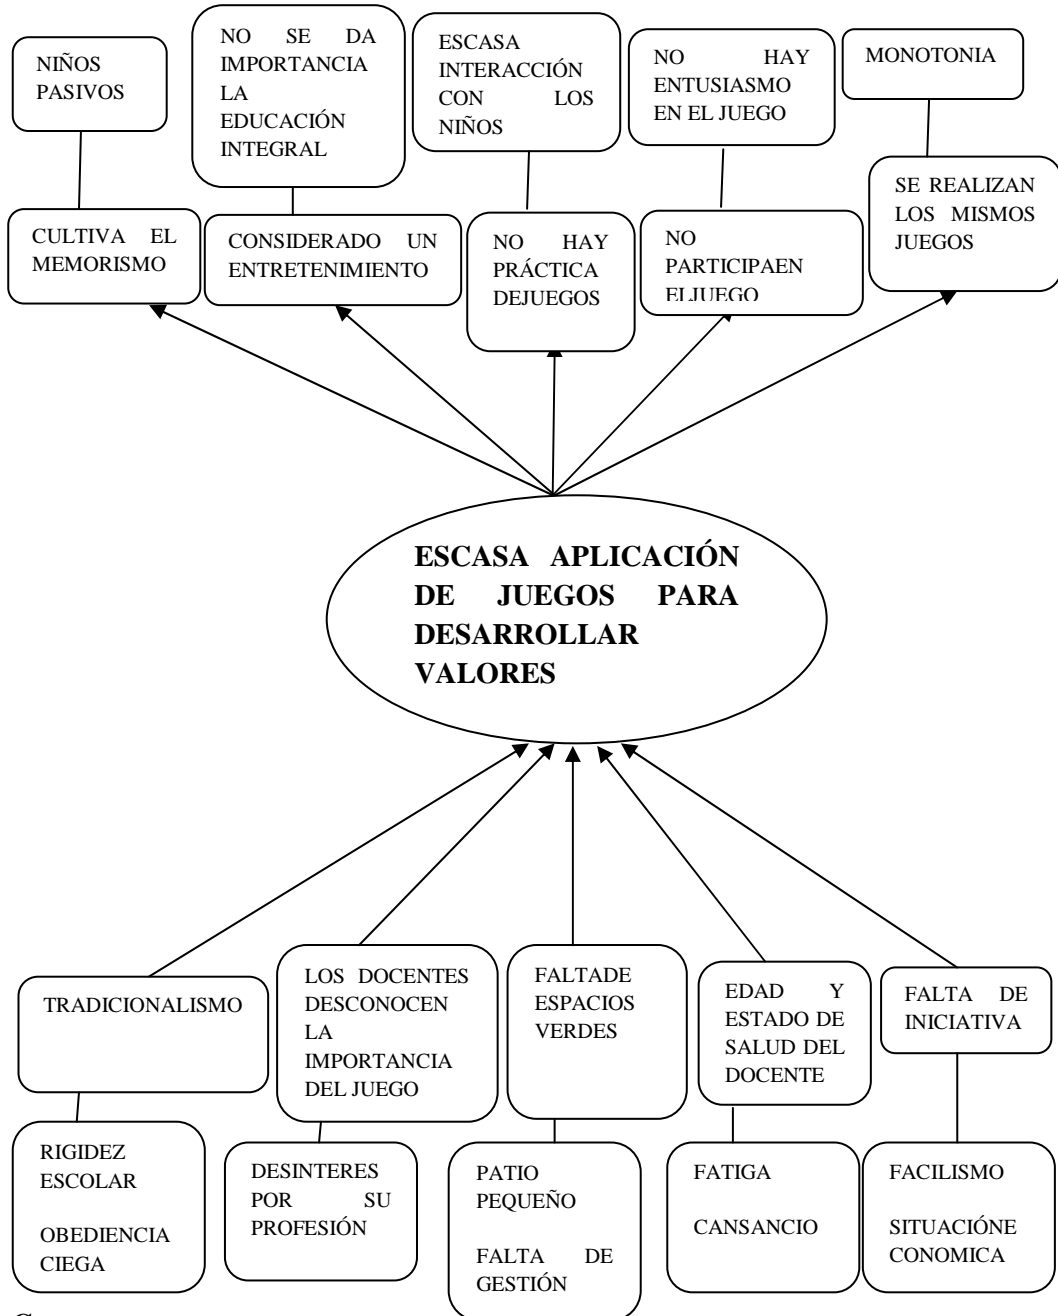 NIÑOS
PASIVOS
NO SE DA
IMPORTANCIA
LA
EDUCACIÓN
INTEGRAL
ESCASA
INTERACCIÓN
CON LOS
NIÑOS
NO HAY
ENTUSIASMO
EN EL JUEGO
MONOTONIA
CULTIVA EL
MEMORISMO
CONSIDERADO UN
ENTRETENIMIENTO
NO HAY
PRÁCTICA
DEJUEGOS
NO
PARTICIPAEN
ELJUEGO
SE REALIZAN
LOS MISMOS
JUEGOS
ESCASA APLICACIÓN
DE JUEGOS PARA
DESARROLLAR
VALORES
TRADICIONALISMO
LOS DOCENTES
DESCONOCEN
LA
IMPORTANCIA
DEL JUEGO
FALTADE
ESPACIOS
VERDES
EDAD Y
ESTADO DE
SALUD DEL
DOCENTE
FALTA DE
INICIATIVA
RIGIDEZ
ESCOLAR
OBEDIENCIA
CIEGA
DESINTERES
POR SU
PROFESIÓN
PATIO
PEQUEÑO
FALTA DE
GESTIÓN
FATIGA
CANSANCIO
FACILISMO
SITUACIÓNE
CONOMICA